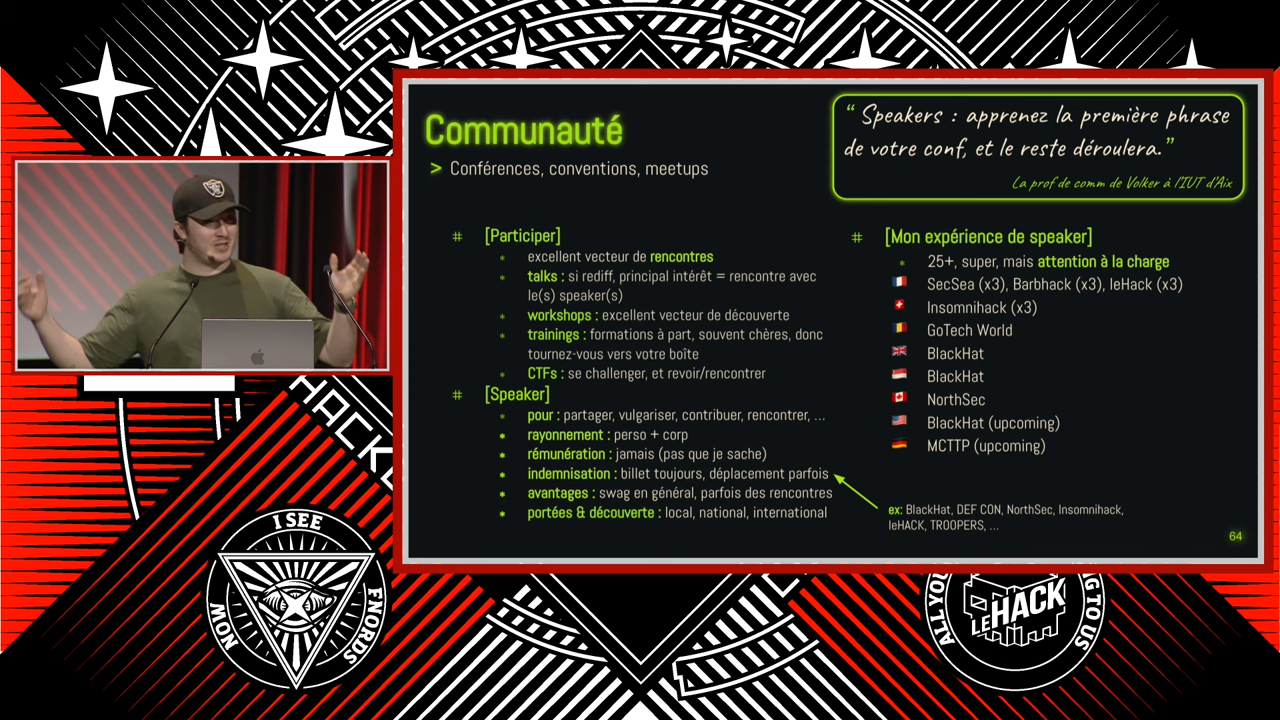 Communauté
> Conférences, conventions, meetups
“ Speakers : apprenez la première phrase
de votre conf, et le reste déroulera.”
La prof de comm de Volker à l'IUT d'Aix
# [Participer]
* excellent vecteur de rencontres
* talks : si rediff, principal intérêt = rencontre avec
le(s) speaker(s)
* workshops : excellent vecteur de découverte
* trainings : formations à part, souvent chères, donc
tournez-vous vers votre boîte
* CTFs : se challenger, et revoir/rencontrer
# [Speaker]
* pour : partager, vulgariser, contribuer, rencontrer, ...
* rayonnement : perso + corp
* rémunération : jamais (pas que je sache)
* indemnisation : billet toujours, déplacement parfois
* avantages : swag en général, parfois des rencontres
* portées & découverte : local, national, international
# [Mon expérience de speaker]
* 25+, super, mais attention à la charge
SecSea (x3), Barbhack (x3), leHack (x3)
Insomnihack (x3)
GoTech World
BlackHat
BlackHat
NorthSec
BlackHat (upcoming)
MCTTP (upcoming)
ex: BlackHat, DEF CON, NorthSec, Insomnihack,
leHACK, TROOPERS, ...
64
HACK
I SEE
FNORDS
NOW
ALL YO
LEHACK
NG TO US